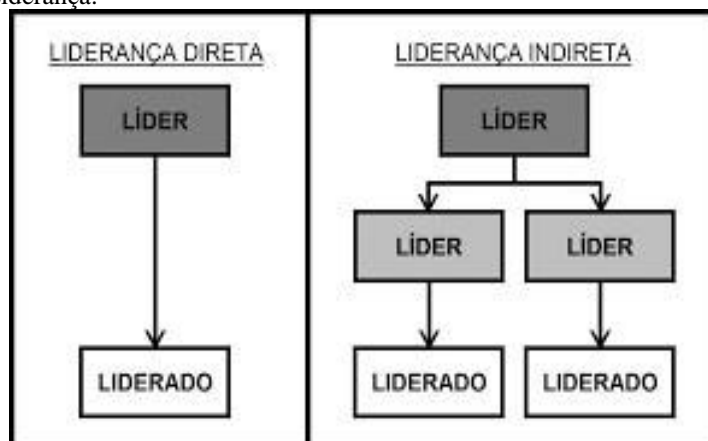 LIDERANÇA DIRETA
LÍDER
LIDERADO
LIDERANÇA INDIRETA
LÍDER
LÍDER
LÍDER
LIDERADO
LIDERADO